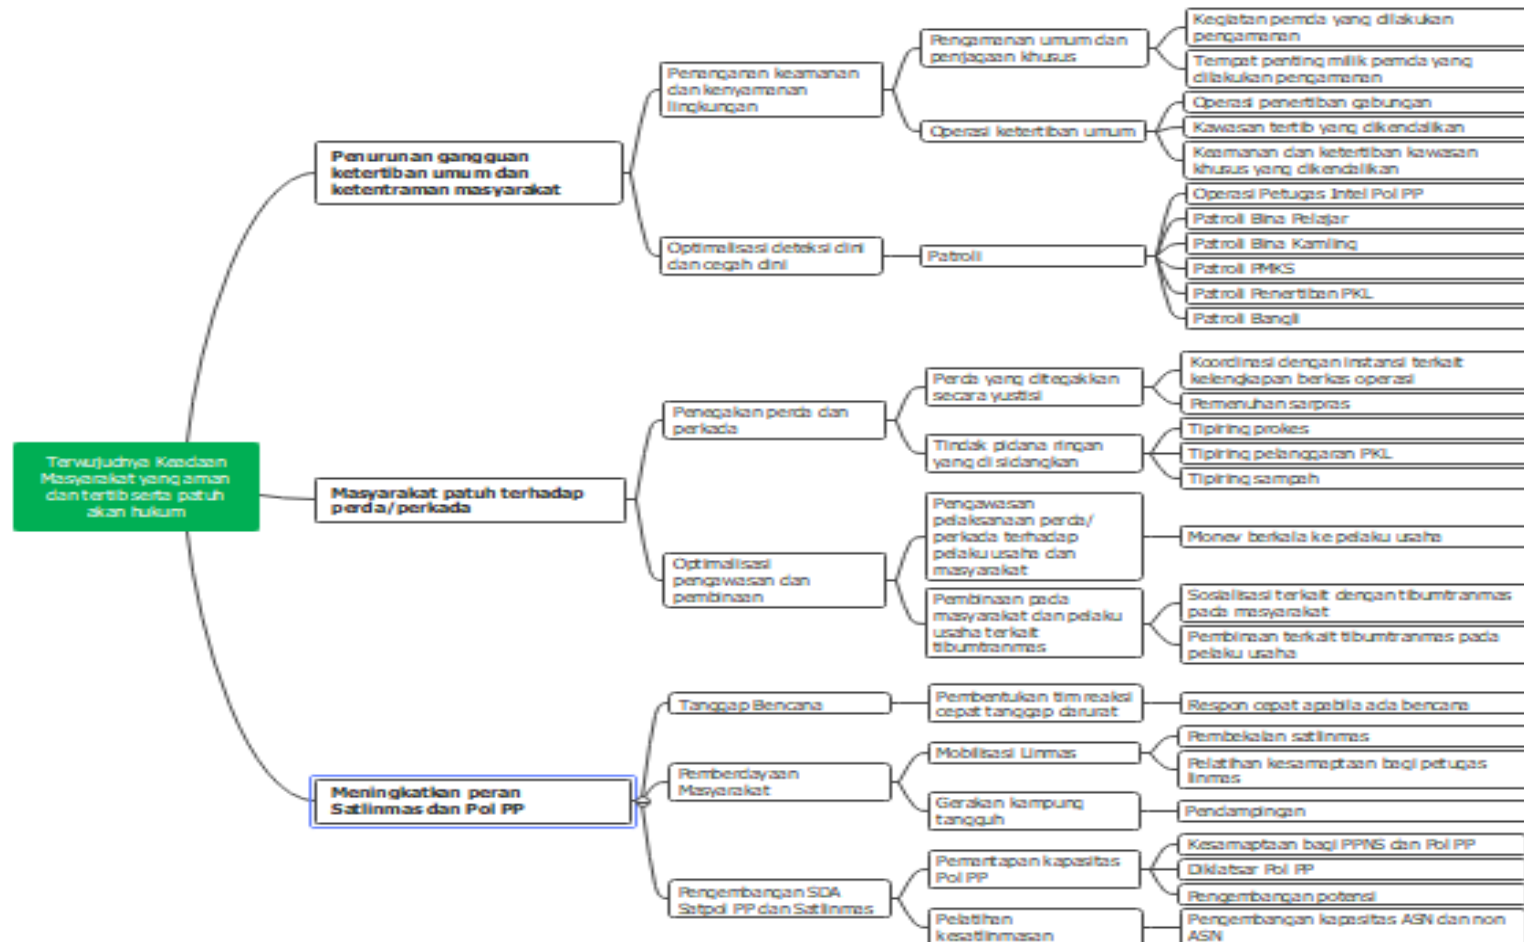 Terwujudnya Keadaan
Masyarakat yang aman
dan tertib serta patuh
akan hukum
Penurunan gangguan
ketertiban umum dan
ketentraman masyarakat
Penanganan keamanan
dan kenyamanan
lingkungan
Pengamanan umum dan
penjagaan khusus
Kegiatan pemda yang dilakukan
pengamanan
Tempat penting milik pemda yang
dilakukan pengamanan
Operasi ketertiban umum
Operasi penertiban gabungan
Kawasan tertib yang dikendalikan
Keamanan dan ketertiban kawasan
khusus yang dikendalikan
Optimalisasi deteksi dini
dan cegah dini
Patroli
Operasi Petugas Intel Pol PP
Patroli Bina Pelajar
Patroli Bina Kamling
Patroli PMKS
Patroli Penertiban PKL
Patroli Bangli
Masyarakat patuh terhadap
perda/perkada
Penegakan perda dan
perkada
Perda yang ditegakkan
secara yustisi
Koordinasi dengan instansi terkait
kelengkapan berkas operasi
Pemenuhan sarpras
Tindak pidana ringan
yang di sidangkan
Tipiring prokes
Tipiring pelanggaran PKL
Tipiring sampah
Optimalisasi
pengawasan dan
pembinaan
Pengawasan
pelaksanaan perda/
perkada terhadap
pelaku usaha dan
masyarakat
Monev berkala ke pelaku usaha
Pembinaan pada
masyarakat dan pelaku
usaha terkait
tibumtranmas
Sosialisasi terkait dengan tibumtranmas
pada masyarakat
Pembinaan terkait tibumtranmas pada
pelaku usaha
Meningkatkan peran
Satlinmas dan Pol PP
Tanggap Bencana
Pembentukan tim reaksi
cepat tanggap darurat
Respon cepat apabila ada bencana
Pemberdayaan
Masyarakat
Mobilisasi Linmas
Pembekalan satlinmas
Pelatihan kesamaptaan bagi petugas
linmas
Gerakan kampung
tangguh
Pendampingan
Pengembangan SDA
Satpol PP dan Satlinmas
Pemantapan kapasitas
Pol PP
Kesamaptaan bagi PPNS dan Pol PP
Diklatsar Pol PP
Pengembangan potensi
Pelatihan
kesatlinmasan
Pengembangan kapasitas ASN dan non
ASN